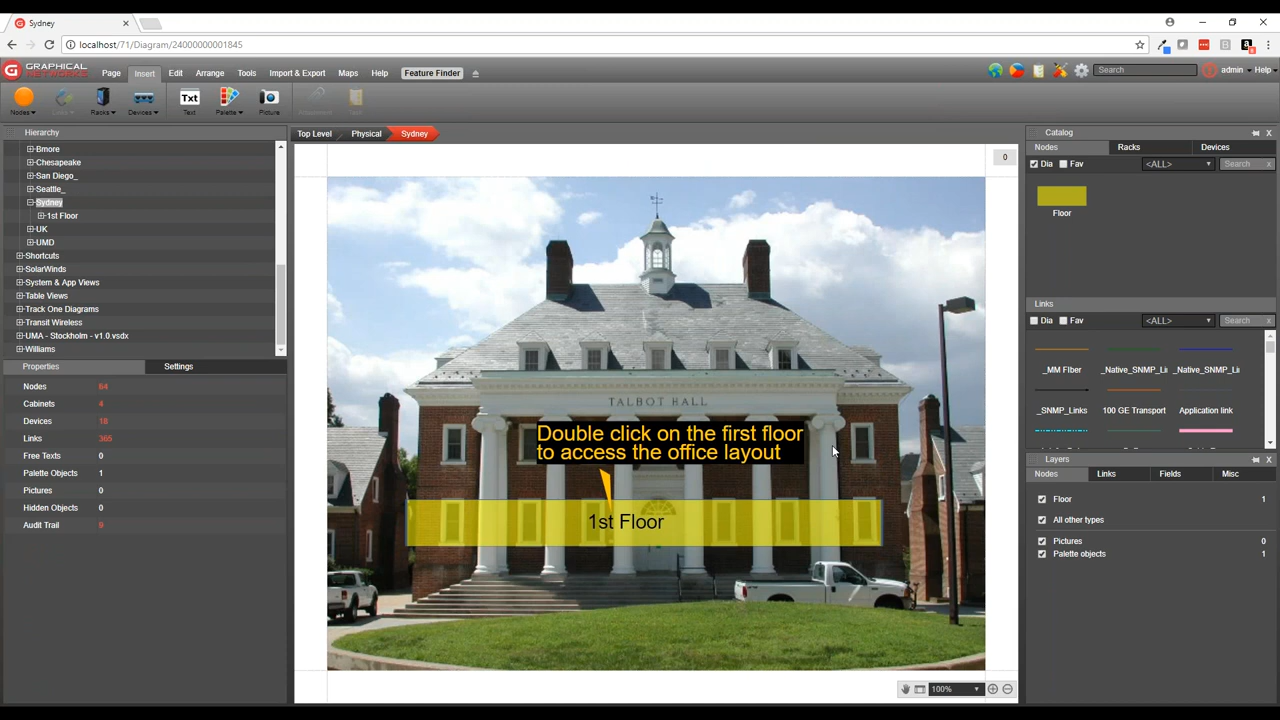 Sydney
localhost/71/Diagram/24000000001845
GRAPHICAL
NETWORKS
Page
Insert
Edit
Arrange
Tools
Import & Export
Maps
Help
Feature Finder
Search
admin
Help
Nodes
Racks
Devices
Txt
Text
Palette
Picture
Hierarchy
Bmore
Chesapeake
San Diego_
Seattle_
Sydney
1st Floor
UK
UMD
Shortcuts
SolarWinds
System & App Views
Table Views
Track One Diagrams
Transit Wireless
UMA - Stockholm - v1.0.vsdx
Williams
Properties
Settings
Nodes 64
Cabinets 4
Devices 18
Links 365
Free Texts 0
Palette Objects 1
Pictures 0
Hidden Objects 0
Audit Trail 9
Top Level
Physical
Sydney
0
TALBOT HALL
Double click on the first floor
to access the office layout
1st Floor
100%
Catalog
Nodes
Racks
Devices
Dia
Fav
<ALL>
Search x
Floor
Links
Dia
Fav
<ALL>
Search x
_MM FIber
_Native_SNMP_Li
_Native_SNMP_Li
_SNMP_Links
100 GE Transport
Application link
Layers
Nodes
Links
Fields
Misc
Floor 1
All other types
Pictures 0
Palette objects 1